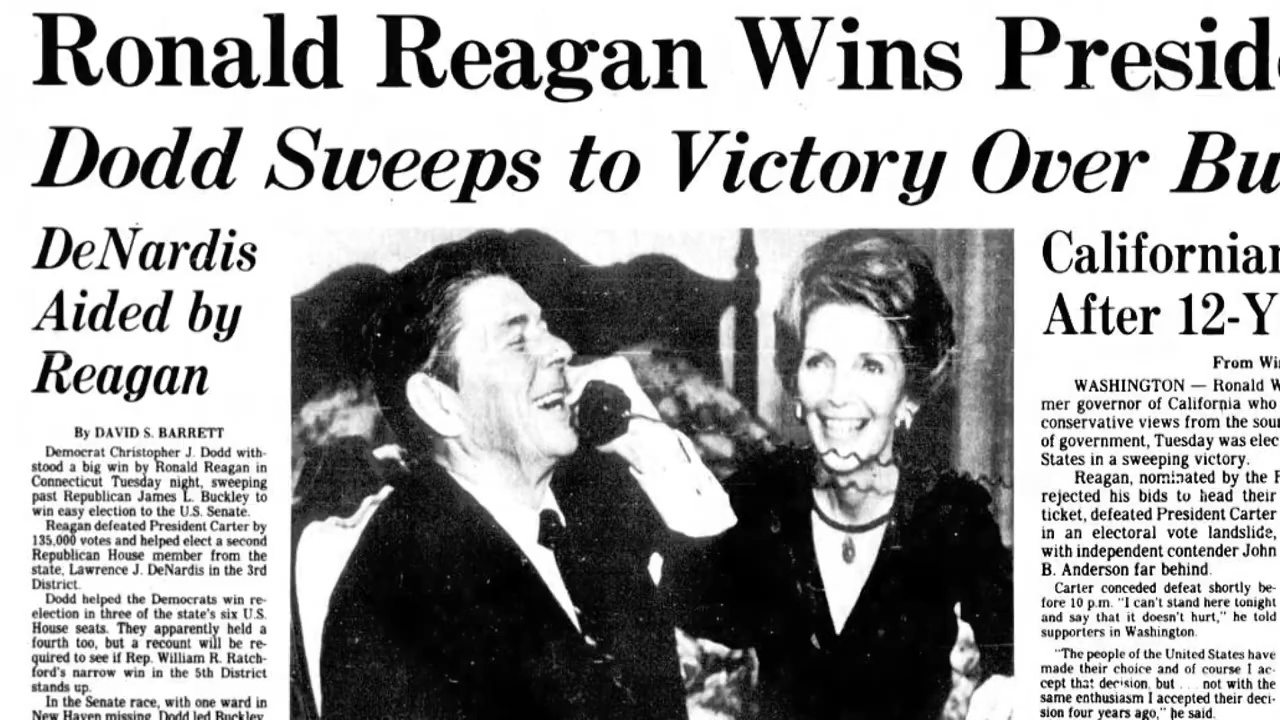 Ronald Reagan Wins Presid
Dodd Sweeps to Victory Over Bu
DeNardis
Aided by
Reagan
By DAVID S. BARRETT
Democrat Christopher J. Dodd with-
stood a big win by Ronald Reagan in
Connecticut Tuesday night, sweeping
past Republican James L. Buckley to
win easy election to the U.S. Senate.
Reagan defeated President Carter by
135,000 votes and helped elect a second
Republican House member from the
state, Lawrence J. DeNardis in the 3rd
District.
Dodd helped the Democrats win re-
election in three of the state's six U.S.
House seats. They apparently held a
fourth too, but a recount will be re-
quired to see if Rep. William R. Ratch-
ford's narrow win in the 5th District
stands up.
In the Senate race, with one ward in
New Haven missing, Dodd led Buckley,
Californian
After 12-Y
From Wi
WASHINGTON — Ronald W
mer governor of California who
conservative views from the sou
of government, Tuesday was elec
States in a sweeping victory.
Reagan, nominated by the R
rejected his bids to head their
ticket, defeated President Carter
in an electoral vote landslide,
with independent contender John
B. Anderson far behind.
Carter conceded defeat shortly be-
fore 10 p.m. "I can't stand here tonight
and say that it doesn't hurt," he told
supporters in Washington.
"The people of the United States have
made their choice and of course I ac-
cept that decision, but . . . not with the
same enthusiasm I accepted their deci-
sion four years ago," he said.